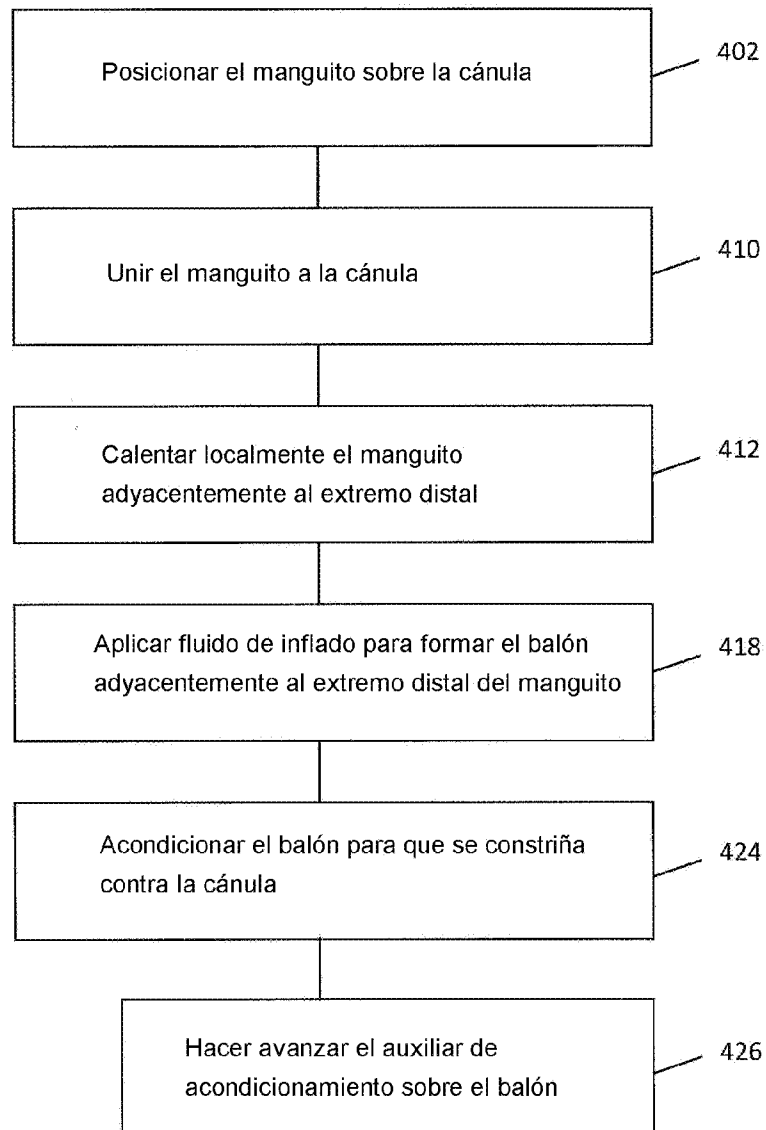 Posicionar el manguito sobre la cánula
402
Unir el manguito a la cánula
410
Calentar localmente el manguito
adyacentemente al extremo distal
412
Aplicar fluido de inflado para formar el balón
adyacentemente al extremo distal del manguito
418
Acondicionar el balón para que se constriña
contra la cánula
424
Hacer avanzar el auxiliar de
acondicionamiento sobre el balón
426